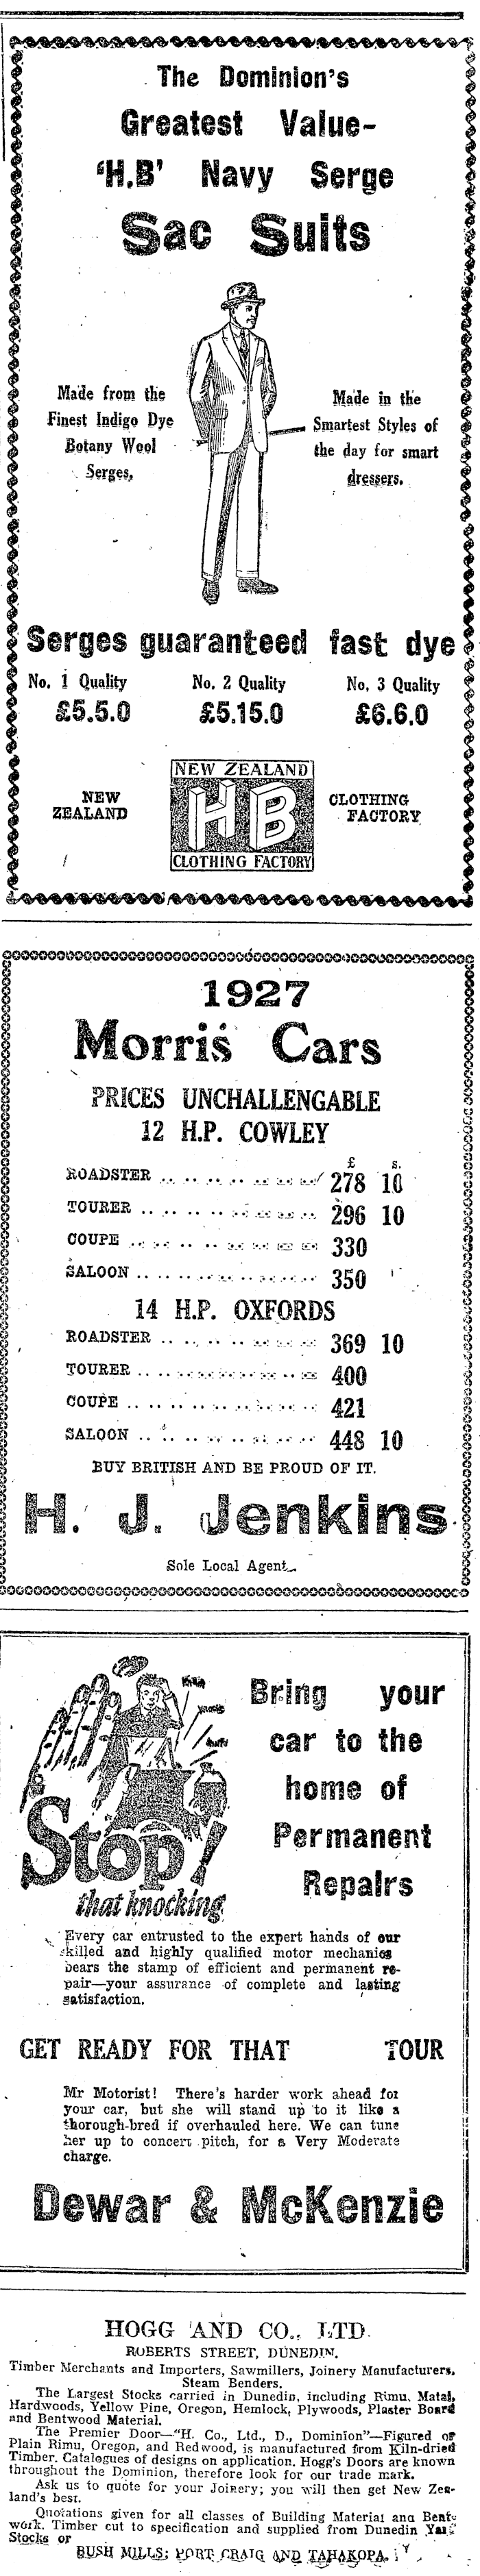 The Dominion's
Greatest Value-
'H.B' Navy Serge
Sac Suits
Made from the
Finest Indigo Dye
Botany Wool
Serges,
Made in the
Smartest Styles of
the day for smart
dressers.
Serges guaranteed fast dye
No. 1 Quality No. 2 Quality No. 3 Quality
£5.5.0 £5.15.0 £6.6.0
NEW
ZEALAND
NEW ZEALAND
HB
CLOTHING FACTORY
CLOTHING
FACTORY
1927
Morris Cars
PRICES UNCHALLENGABLE
12 H.P. COWLEY
£ s.
ROADSTER .. .. .. .. .. .. .. .. 278 10
TOURER .. .. .. .. .. .. .. .. 296 10
COUPE .. .. .. .. .. .. .. .. 330
SALOON .. .. .. .. .. .. .. .. 350
14 H.P. OXFORDS
ROADSTER .. .. .. .. .. .. .. 369 10
TOURER .. .. .. .. .. .. .. .. 400
COUPE .. .. .. .. .. .. .. .. 421
SALOON .. .. .. .. .. .. .. .. 448 10
BUY BRITISH AND BE PROUD OF IT.
H. J. Jenkins
Sole Local Agent.
Stop!
that knocking
Bring your
car to the
home of
Permanent
Repairs
Every car entrusted to the expert hands of our
skilled and highly qualified motor mechanics
bears the stamp of efficient and permanent re-
pair—your assurance of complete and lasting
satisfaction.
GET READY FOR THAT TOUR
Mr Motorist! There's harder work ahead for
your car, but she will stand up to it like a
thorough-bred if overhauled here. We can tune
her up to concert pitch, for a Very Moderate
charge.
Dewar & McKenzie
HOGG AND CO., LTD.
ROBERTS STREET, DUNEDIN.
Timber Merchants and Importers, Sawmillers, Joinery Manufacturers,
Steam Benders.
The Largest Stocks carried in Dunedin, including Rimu, Matai,
Hardwoods, Yellow Pine, Oregon, Hemlock, Plywoods, Plaster Board
and Bentwood Material.
The Premier Door—"H. Co., Ltd., D., Dominion"—Figured or
Plain Rimu, Oregon, and Redwood, is manufactured from Kiln-dried
Timber. Catalogues of designs on application. Hogg's Doors are known
throughout the Dominion, therefore look for our trade mark.
Ask us to quote for your Joinery; you will then get New Zea-
land's best.
Quotations given for all classes of Building Material and Bent-
work. Timber cut to specification and supplied from Dunedin Yard
Stocks or
BUSH MILLS: PORT CRAIG AND TAHAKOPA.